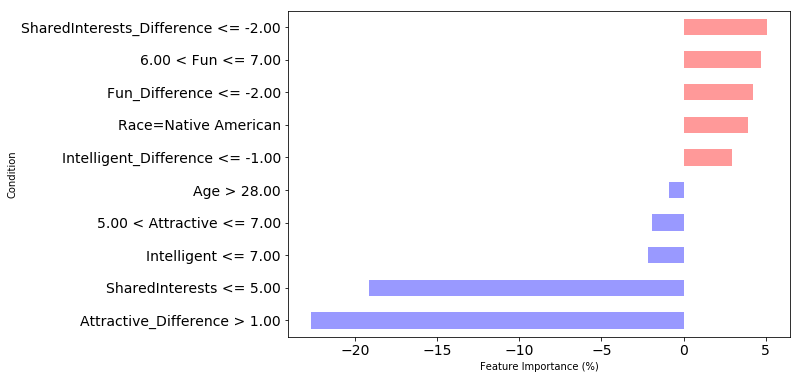 SharedInterests_Difference <= -2.00
6.00 < Fun <= 7.00
Fun_Difference <= -2.00
Race=Native American
Intelligent_Difference <= -1.00
Age > 28.00
5.00 < Attractive <= 7.00
Intelligent <= 7.00
SharedInterests <= 5.00
Attractive_Difference > 1.00
Condition
−20 −15 −10 −5 0 5
Feature Importance (%)